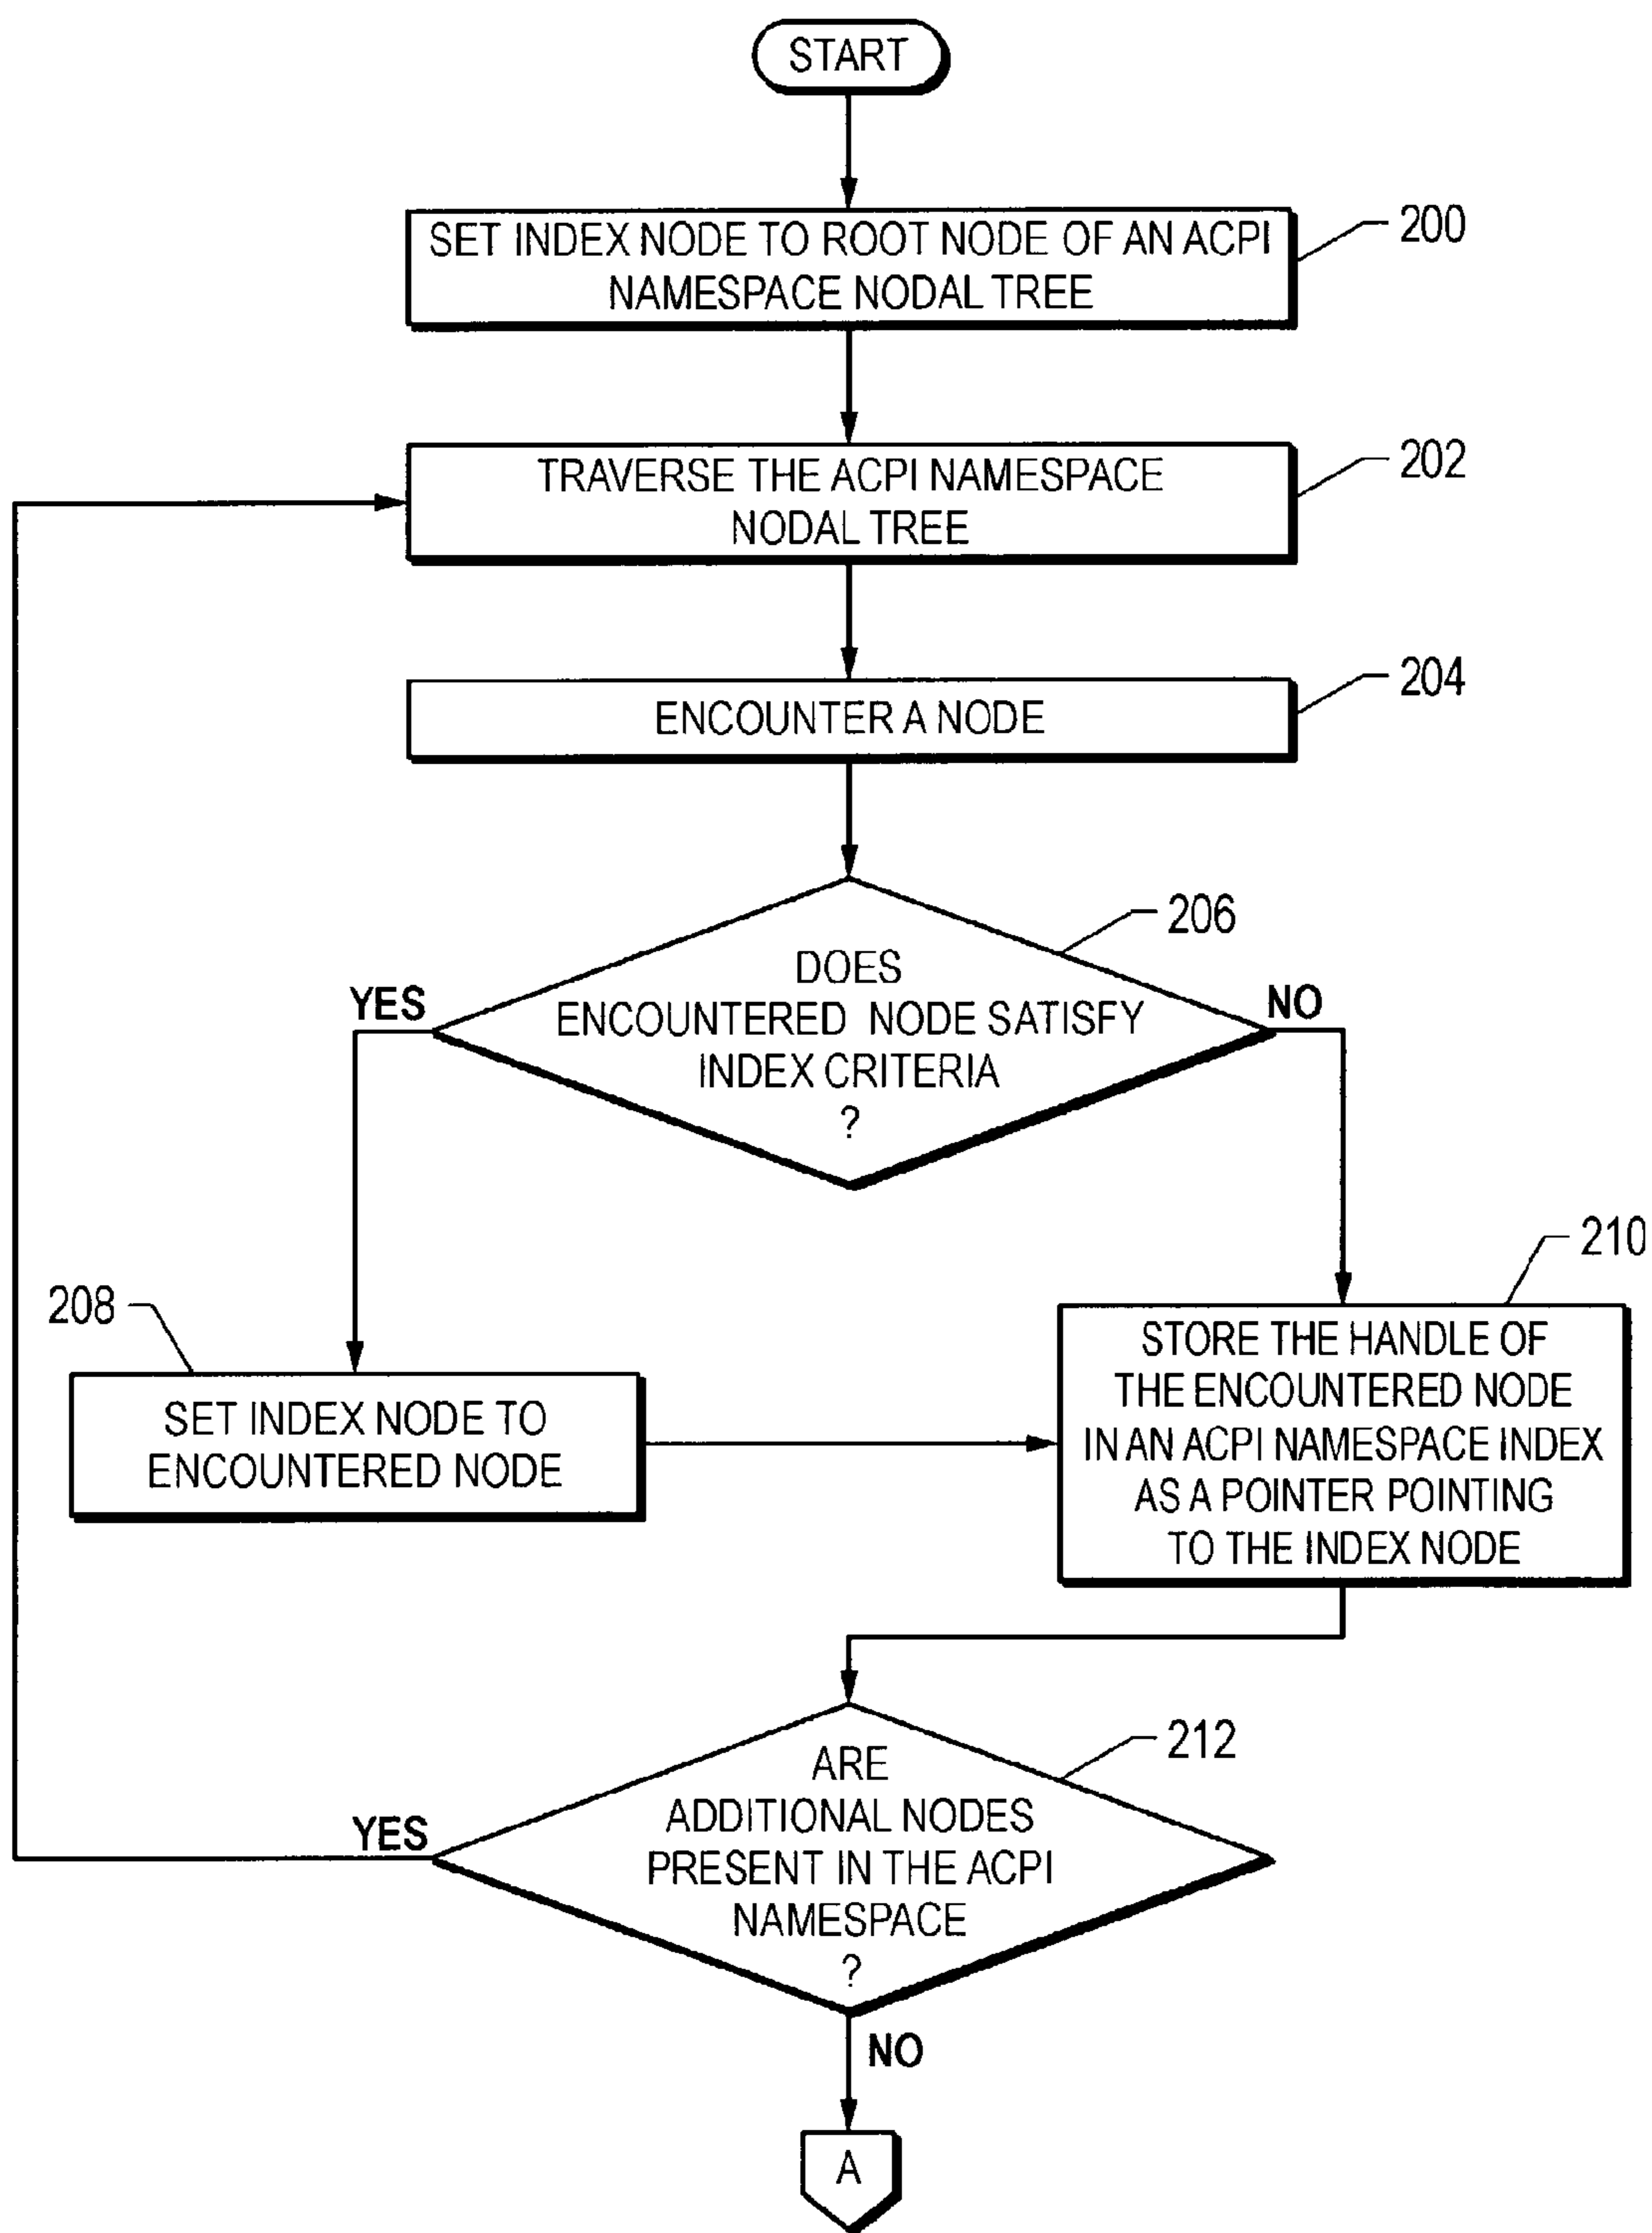 START
SET INDEX NODE TO ROOT NODE OF AN ACPI
NAMESPACE NODAL TREE
200
TRAVERSE THE ACPI NAMESPACE
NODAL TREE
202
ENCOUNTER A NODE
204
206
DOES
ENCOUNTERED NODE SATISFY
INDEX CRITERIA
?
YES
NO
208
SET INDEX NODE TO
ENCOUNTERED NODE
210
STORE THE HANDLE OF
THE ENCOUNTERED NODE
IN AN ACPI NAMESPACE INDEX
AS A POINTER POINTING
TO THE INDEX NODE
212
ARE
ADDITIONAL NODES
PRESENT IN THE ACPI
NAMESPACE
?
YES
NO
A